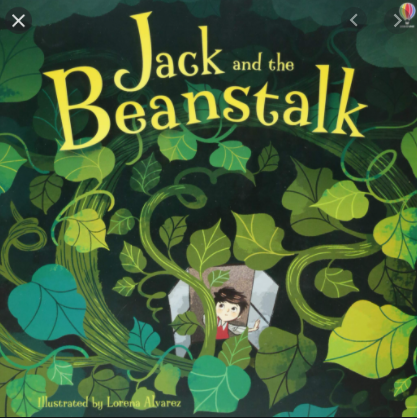 Jack and the
Beanstalk
Illustrated by Lorena Alvarez